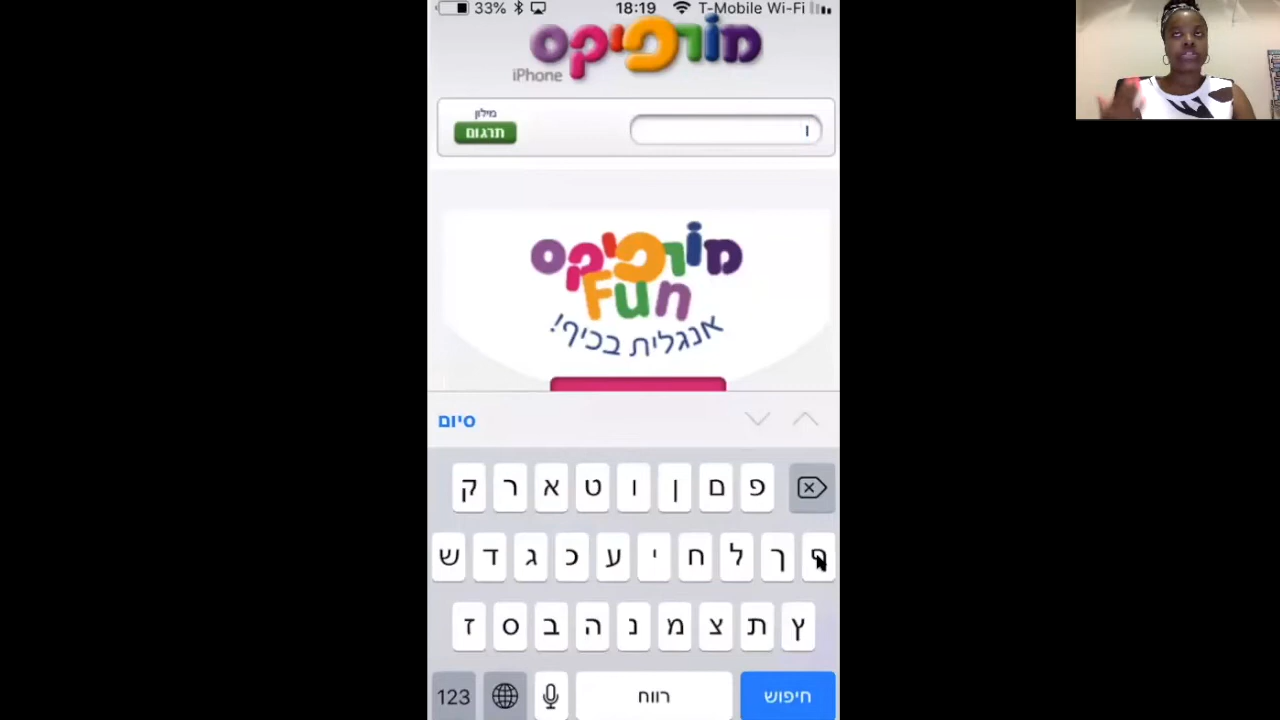 33% 18:19 T-Mobile Wi-Fi
מורפיקס
iPhone
מילון
תרגום
מורפיקס
Fun
אנגלית בכיף!
סיום
ק ר א ט ו ן ם פ
ש ד ג כ ע י ח ל ך ף
ז ס ב ה נ מ צ ת ץ
123 רווח חיפוש